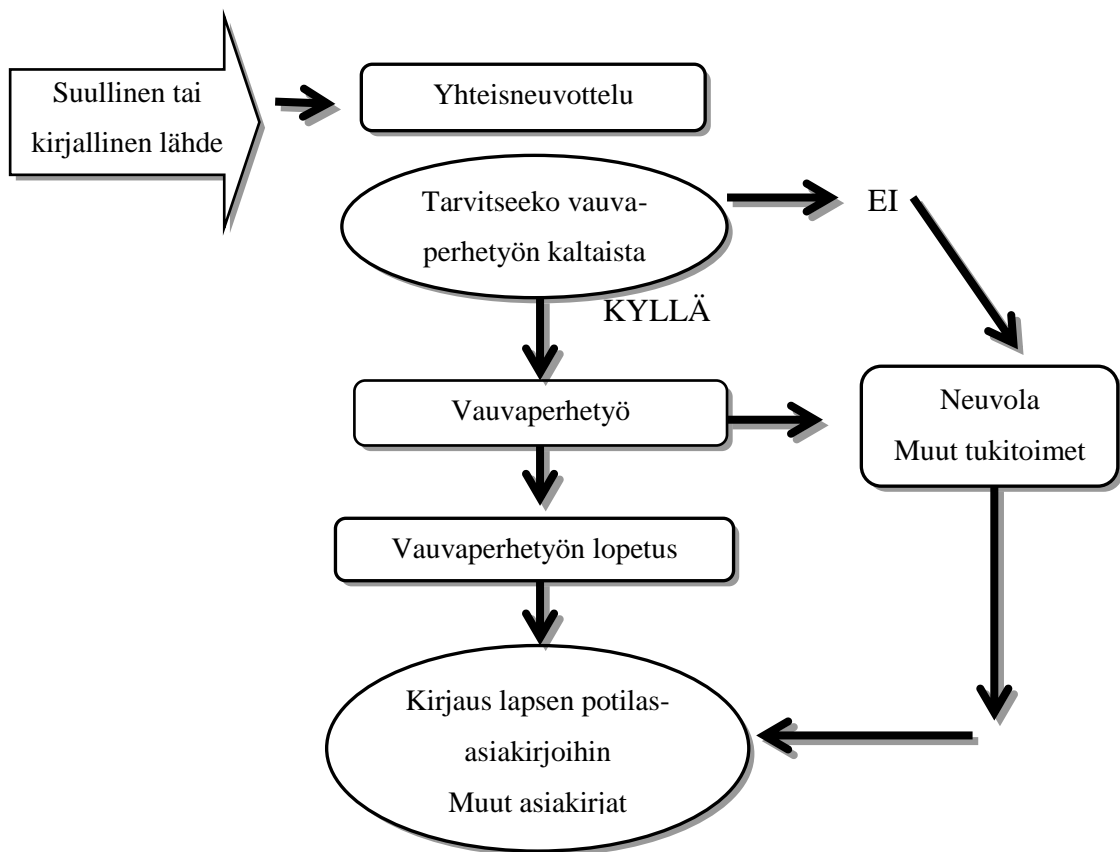 Suullinen tai
kirjallinen lähde
Yhteisneuvottelu
Tarvitseeko vauva-
perhetyön kaltaista
EI
KYLLÄ
Vauvaperhetyö
Neuvola
Muut tukitoimet
Vauvaperhetyön lopetus
Kirjaus lapsen potilas-
asiakirjoihin
Muut asiakirjat